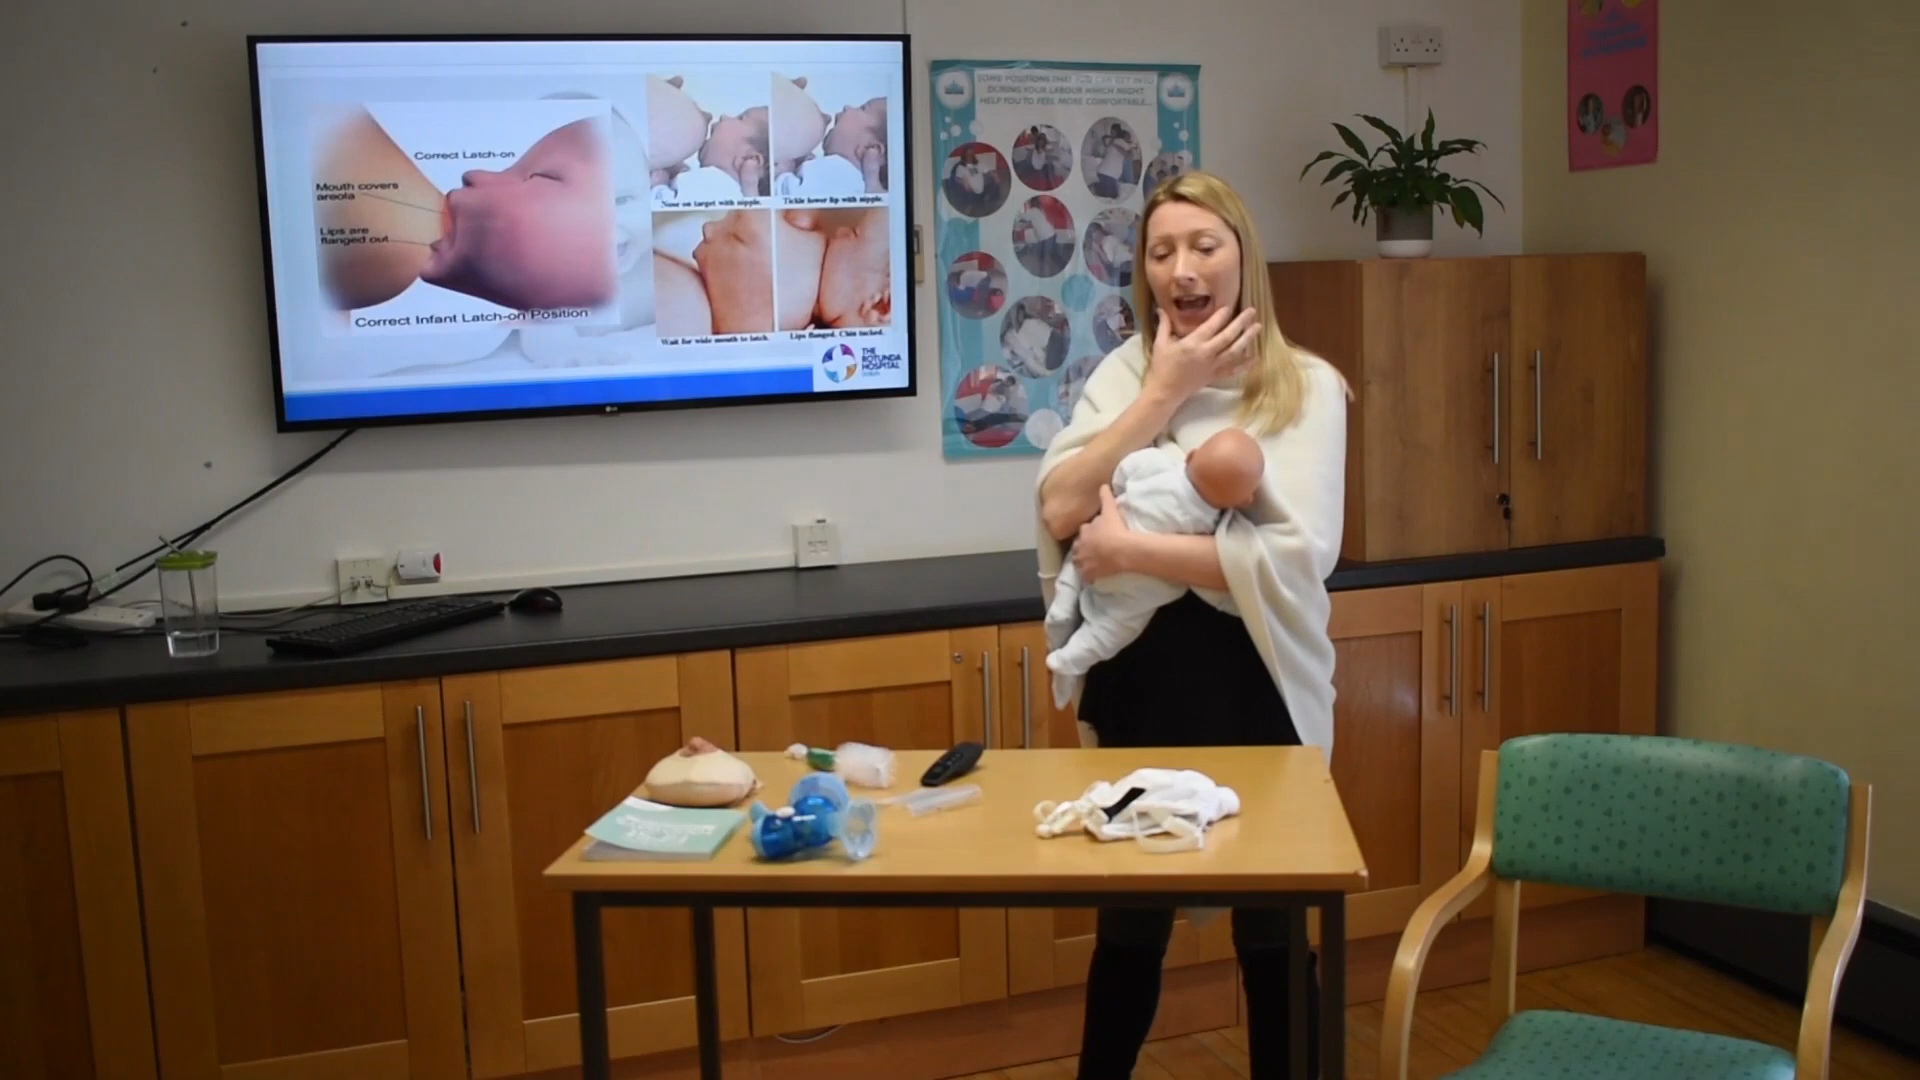 Correct Latch-on
Mouth covers
areola
Lips are
flanged out
Correct Infant Latch-on Position
Nose on target with nipple.
Tickle lower lip with nipple.
Wait for wide mouth to latch.
Lips flanged. Chin tucked.
THE
ROTUNDA
HOSPITAL
LG
SOME POSITIONS THAT YOU CAN GET INTO
DURING YOUR LABOUR WHICH MIGHT
HELP YOU TO FEEL MORE COMFORTABLE...